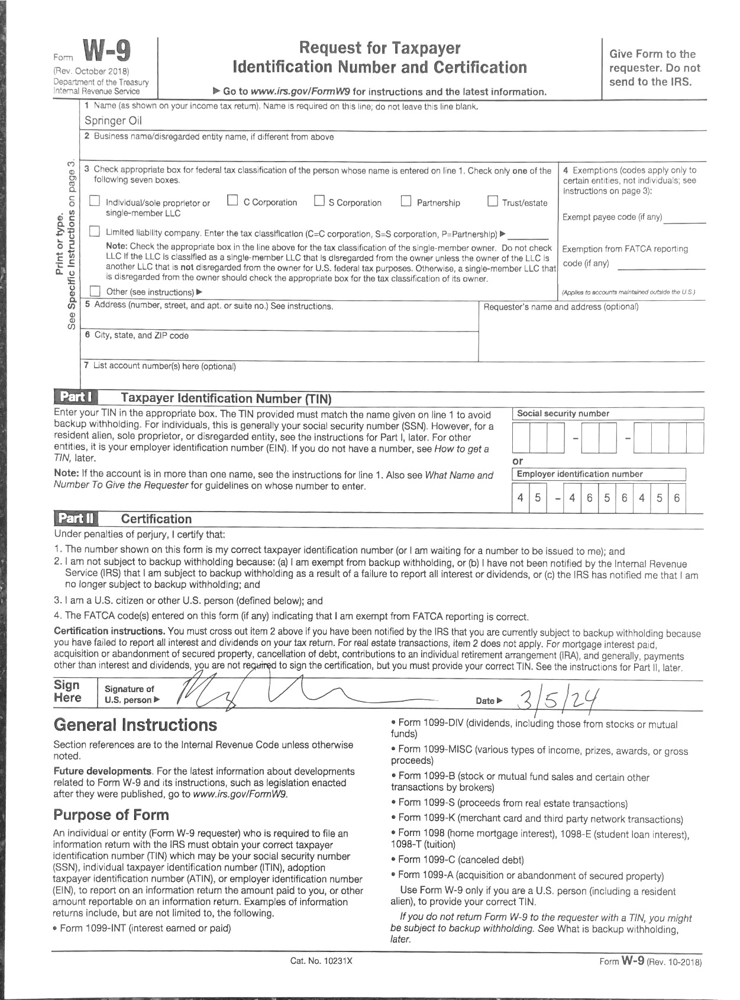 Form W-9
(Rev. October 2018)
Department of the Treasury
Internal Revenue Service
Request for Taxpayer
Identification Number and Certification
▶ Go to www.irs.gov/FormW9 for instructions and the latest information.
Give Form to the
requester. Do not
send to the IRS.
Print or type.
See Specific Instructions on page 3.
1 Name (as shown on your income tax return). Name is required on this line; do not leave this line blank.
Springer Oil
2 Business name/disregarded entity name, if different from above
3 Check appropriate box for federal tax classification of the person whose name is entered on line 1. Check only one of the
following seven boxes.
Individual/sole proprietor or
single-member LLC
C Corporation
S Corporation
Partnership
Trust/estate
Limited liability company. Enter the tax classification (C=C corporation, S=S corporation, P=Partnership) ▶
Note: Check the appropriate box in the line above for the tax classification of the single-member owner. Do not check
LLC if the LLC is classified as a single-member LLC that is disregarded from the owner unless the owner of the LLC is
another LLC that is not disregarded from the owner for U.S. federal tax purposes. Otherwise, a single-member LLC that
is disregarded from the owner should check the appropriate box for the tax classification of its owner.
Other (see instructions) ▶
4 Exemptions (codes apply only to
certain entities, not individuals; see
instructions on page 3):
Exempt payee code (if any)
Exemption from FATCA reporting
code (if any)
(Applies to accounts maintained outside the U.S.)
5 Address (number, street, and apt. or suite no.) See instructions.
Requester's name and address (optional)
6 City, state, and ZIP code
7 List account number(s) here (optional)
Part I Taxpayer Identification Number (TIN)
Enter your TIN in the appropriate box. The TIN provided must match the name given on line 1 to avoid
backup withholding. For individuals, this is generally your social security number (SSN). However, for a
resident alien, sole proprietor, or disregarded entity, see the instructions for Part I, later. For other
entities, it is your employer identification number (EIN). If you do not have a number, see How to get a
TIN, later.
Note: If the account is in more than one name, see the instructions for line 1. Also see What Name and
Number To Give the Requester for guidelines on whose number to enter.
Social security number
– –
or
Employer identification number
4 5 – 4 6 5 6 4 5 6
Part II Certification
Under penalties of perjury, I certify that:
1. The number shown on this form is my correct taxpayer identification number (or I am waiting for a number to be issued to me); and
2. I am not subject to backup withholding because: (a) I am exempt from backup withholding, or (b) I have not been notified by the Internal Revenue
Service (IRS) that I am subject to backup withholding as a result of a failure to report all interest or dividends, or (c) the IRS has notified me that I am
no longer subject to backup withholding; and
3. I am a U.S. citizen or other U.S. person (defined below); and
4. The FATCA code(s) entered on this form (if any) indicating that I am exempt from FATCA reporting is correct.
Certification instructions. You must cross out item 2 above if you have been notified by the IRS that you are currently subject to backup withholding because
you have failed to report all interest and dividends on your tax return. For real estate transactions, item 2 does not apply. For mortgage interest paid,
acquisition or abandonment of secured property, cancellation of debt, contributions to an individual retirement arrangement (IRA), and generally, payments
other than interest and dividends, you are not required to sign the certification, but you must provide your correct TIN. See the instructions for Part II, later.
Sign
Here
Signature of
U.S. person ▶
Date ▶ 3/5/24
General Instructions
Section references are to the Internal Revenue Code unless otherwise
noted.
Future developments. For the latest information about developments
related to Form W-9 and its instructions, such as legislation enacted
after they were published, go to www.irs.gov/FormW9.
Purpose of Form
An individual or entity (Form W-9 requester) who is required to file an
information return with the IRS must obtain your correct taxpayer
identification number (TIN) which may be your social security number
(SSN), individual taxpayer identification number (ITIN), adoption
taxpayer identification number (ATIN), or employer identification number
(EIN), to report on an information return the amount paid to you, or other
amount reportable on an information return. Examples of information
returns include, but are not limited to, the following.
• Form 1099-INT (interest earned or paid)
• Form 1099-DIV (dividends, including those from stocks or mutual
funds)
• Form 1099-MISC (various types of income, prizes, awards, or gross
proceeds)
• Form 1099-B (stock or mutual fund sales and certain other
transactions by brokers)
• Form 1099-S (proceeds from real estate transactions)
• Form 1099-K (merchant card and third party network transactions)
• Form 1098 (home mortgage interest), 1098-E (student loan interest),
1098-T (tuition)
• Form 1099-C (canceled debt)
• Form 1099-A (acquisition or abandonment of secured property)
Use Form W-9 only if you are a U.S. person (including a resident
alien), to provide your correct TIN.
If you do not return Form W-9 to the requester with a TIN, you might
be subject to backup withholding. See What is backup withholding,
later.
Cat. No. 10231X
Form W-9 (Rev. 10-2018)